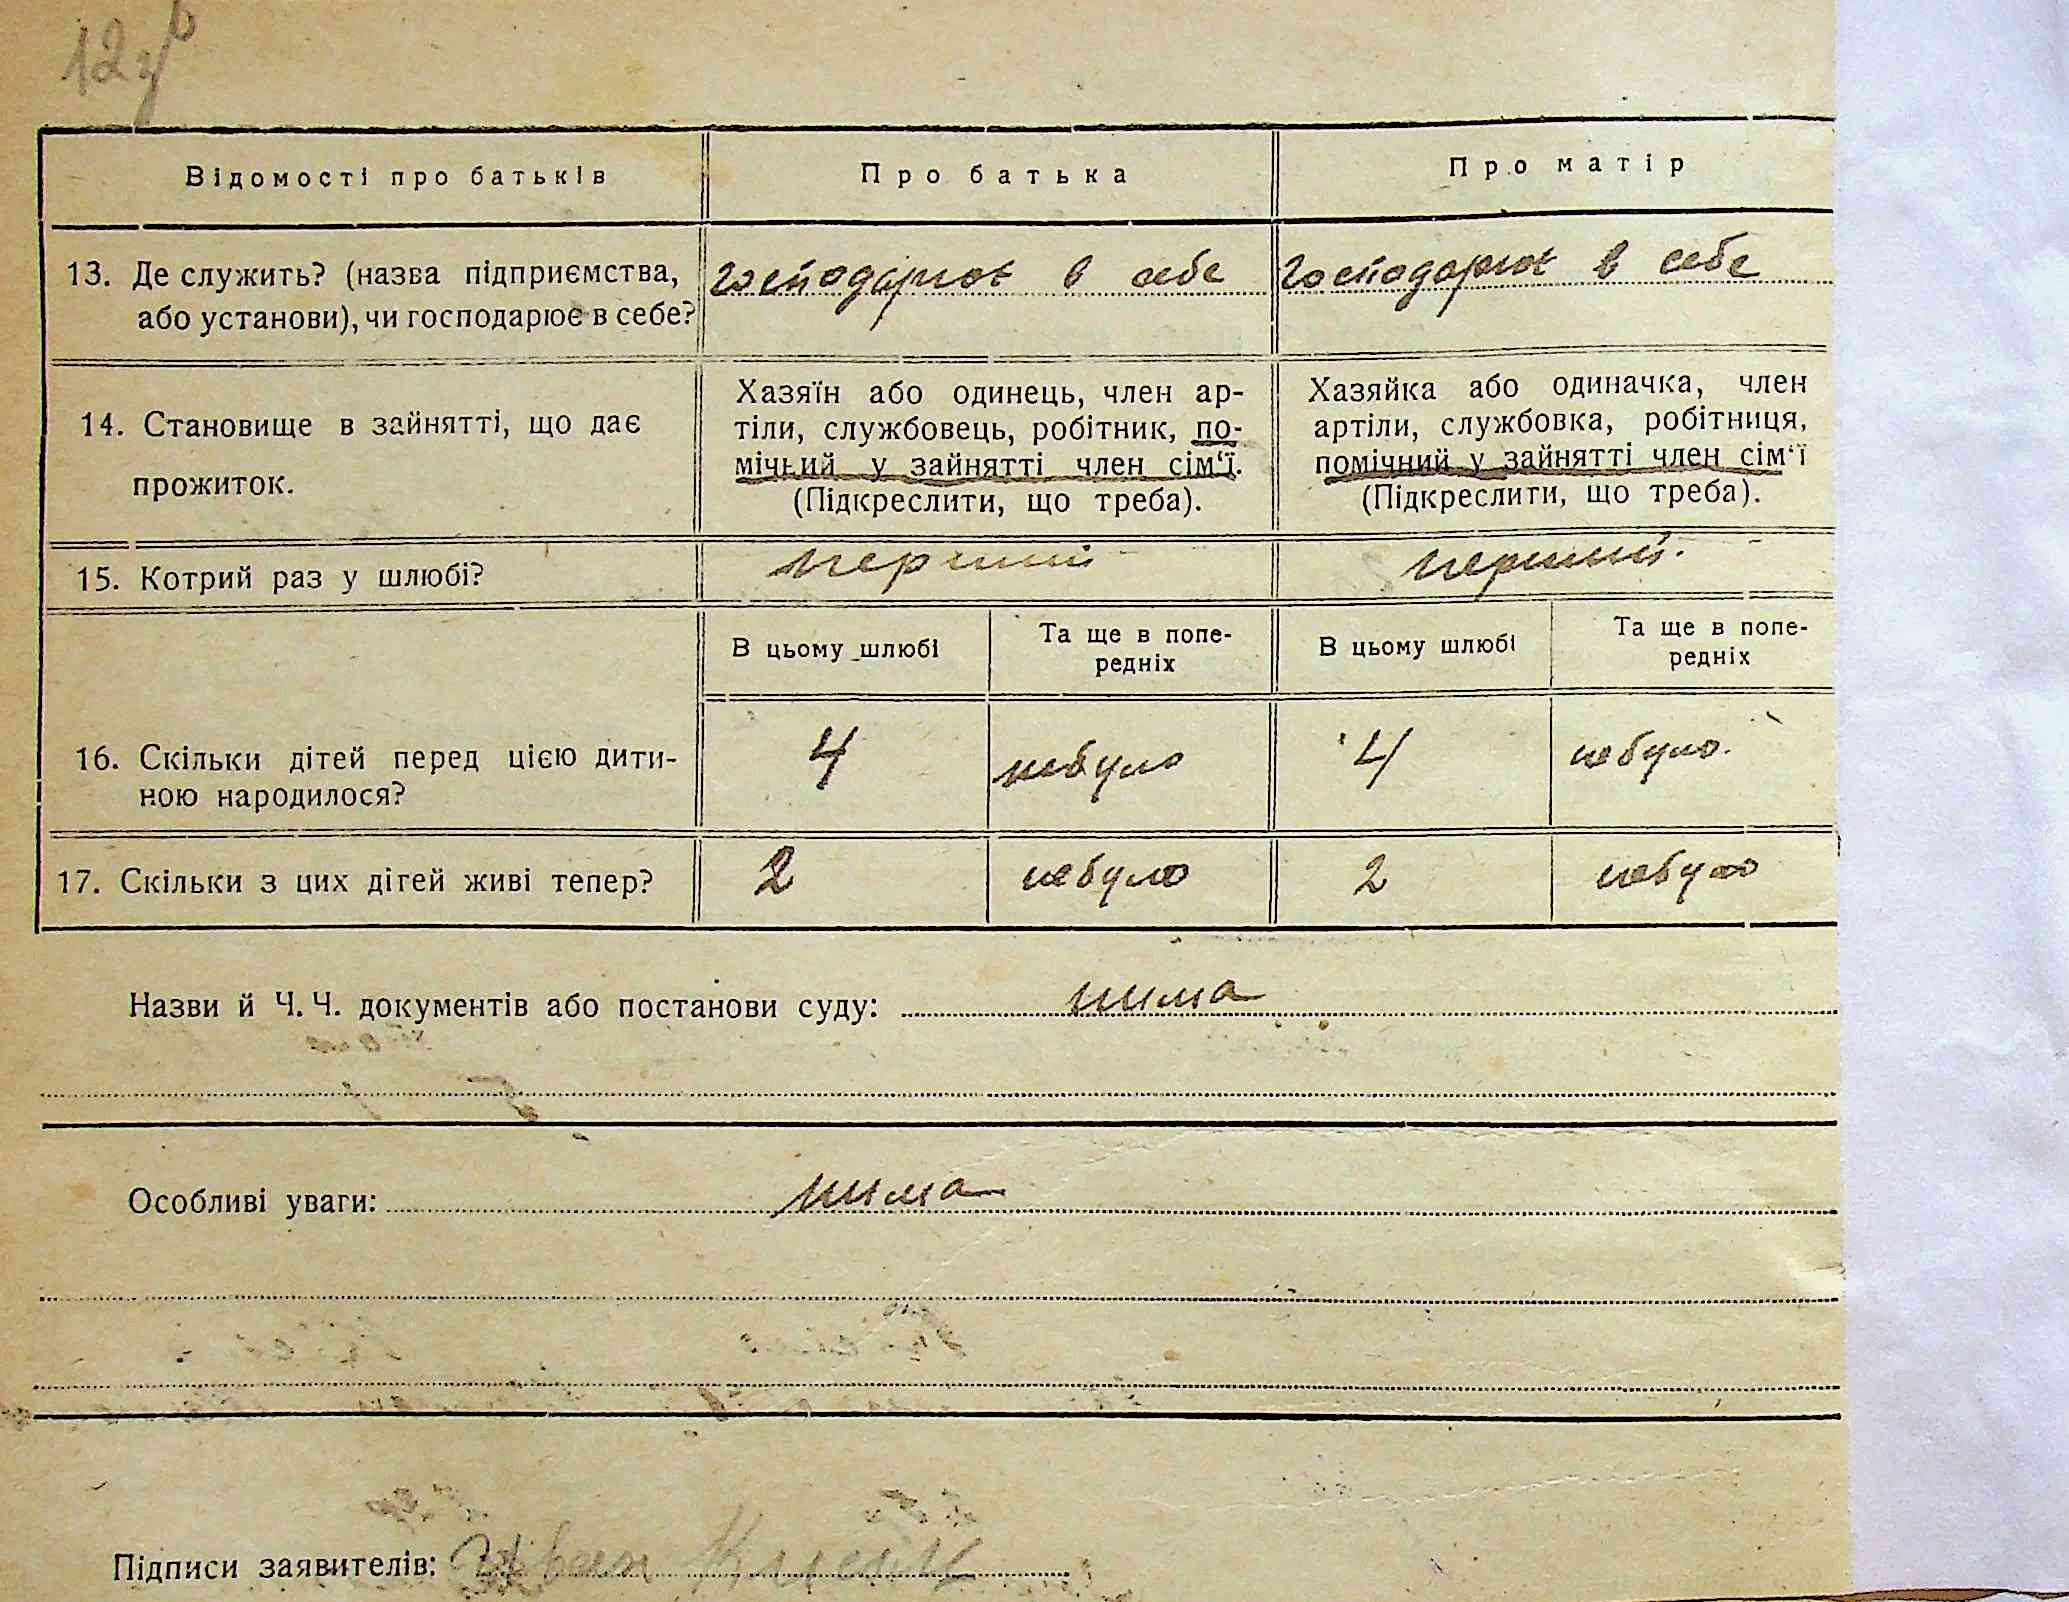 12
Відомості про батьків
Про батька
Про матір
13. Де служить? (назва підприємства,
або установи), чи господарює в себе?
господарює в себе
господарює в себе
14. Становище в зайнятті, що дає
прожиток.
Хазяїн або одинець, член ар-
тіли, службовець, робітник, по-
мічний у зайнятті член сім‘ї.
(Підкреслити, що треба).
Хазяйка або одиначка, член
артіли, службовка, робітниця,
помічний у зайнятті член сім‘ї
(Підкреслити, що треба).
15. Котрий раз у шлюбі?
перший
перший.
В цьому шлюбі
Та ще в попе-
редніх
В цьому шлюбі
Та ще в попе-
редніх
16. Скільки дітей перед цією дити-
ною народилося?
4
небуло
4
небуло.
17. Скільки з цих дітей живі тепер?
2
небуло
2
небуло
Назви й Ч. Ч. документів або постанови суду: нима
Особливі уваги: нима
Підписи заявителів: